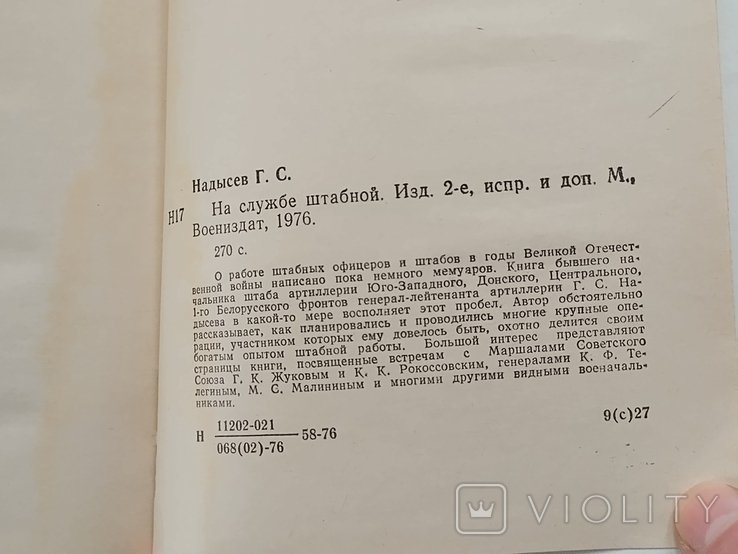 Надысев Г. С.
Н17 На службе штабной. Изд. 2-е, испр. и доп. М.,
Воениздат, 1976.
270 с.
О работе штабных офицеров и штабов в годы Великой Отечест-
венной войны написано пока немного мемуаров. Книга бывшего на-
чальника штаба артиллерии Юго-Западного, Донского, Центрального,
1-го Белорусского фронтов генерал-лейтенанта артиллерии Г. С. На-
дысева в какой-то мере восполняет этот пробел. Автор обстоятельно
рассказывает, как планировались и проводились многие крупные опе-
рации, участником которых ему довелось быть, охотно делится своим
богатым опытом штабной работы. Большой интерес представляют
страницы книги, посвященные встречам с Маршалами Советского
Союза Г. К. Жуковым и К. К. Рокоссовским, генералами К. Ф. Те-
легиным, М. С. Малининым и многими другими видными военачаль-
никами.
Н 11202-021
068(02)-76 58-76 9(с)27
VIOLITY